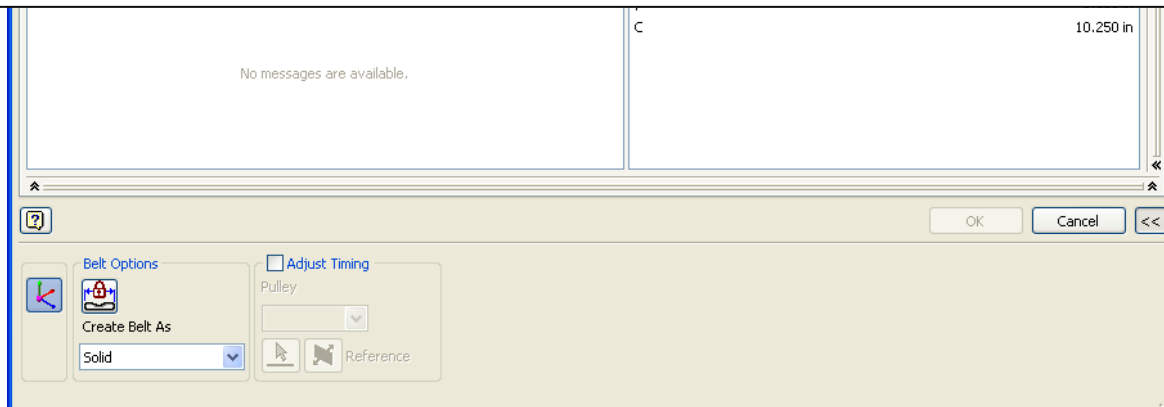 C 10.250 in
No messages are available.
OK Cancel <<
Belt Options Adjust Timing
Pulley
Create Belt As
Solid
Reference